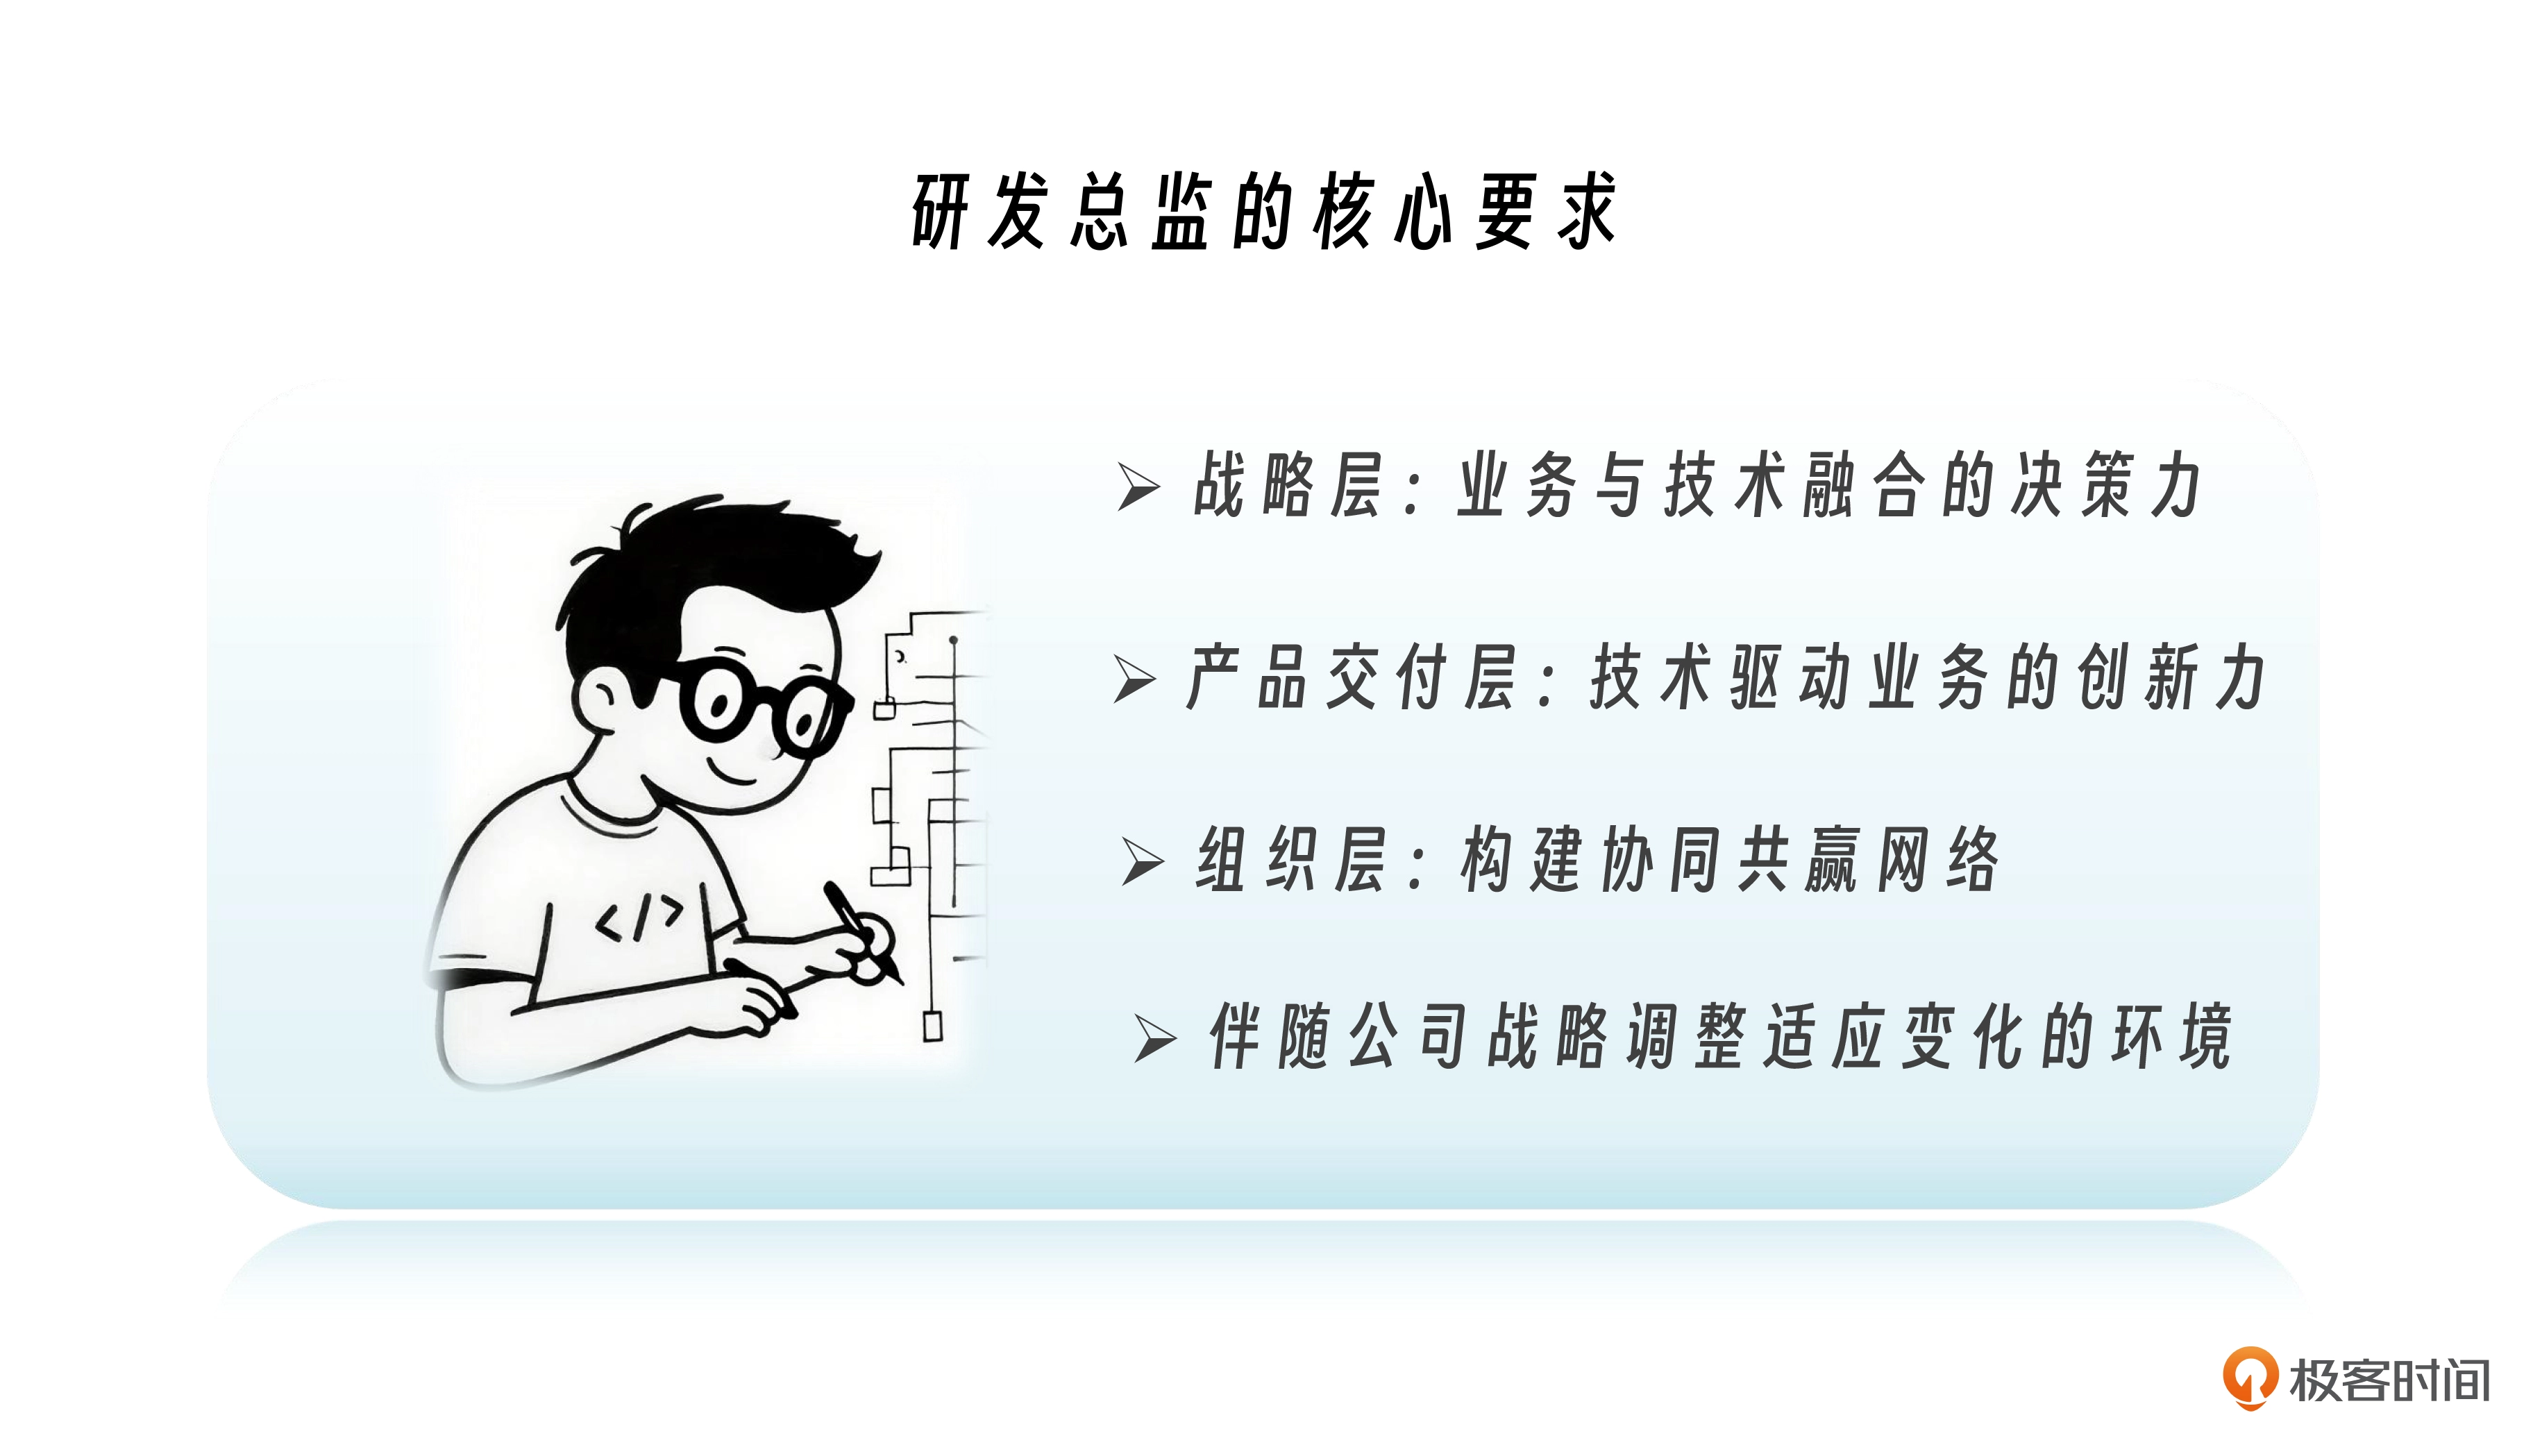 研发总监的核心要求
战略层：业务与技术融合的决策力
产品交付层：技术驱动业务的创新力
组织层：构建协同共赢网络
伴随公司战略调整适应变化的环境
</>
极客时间